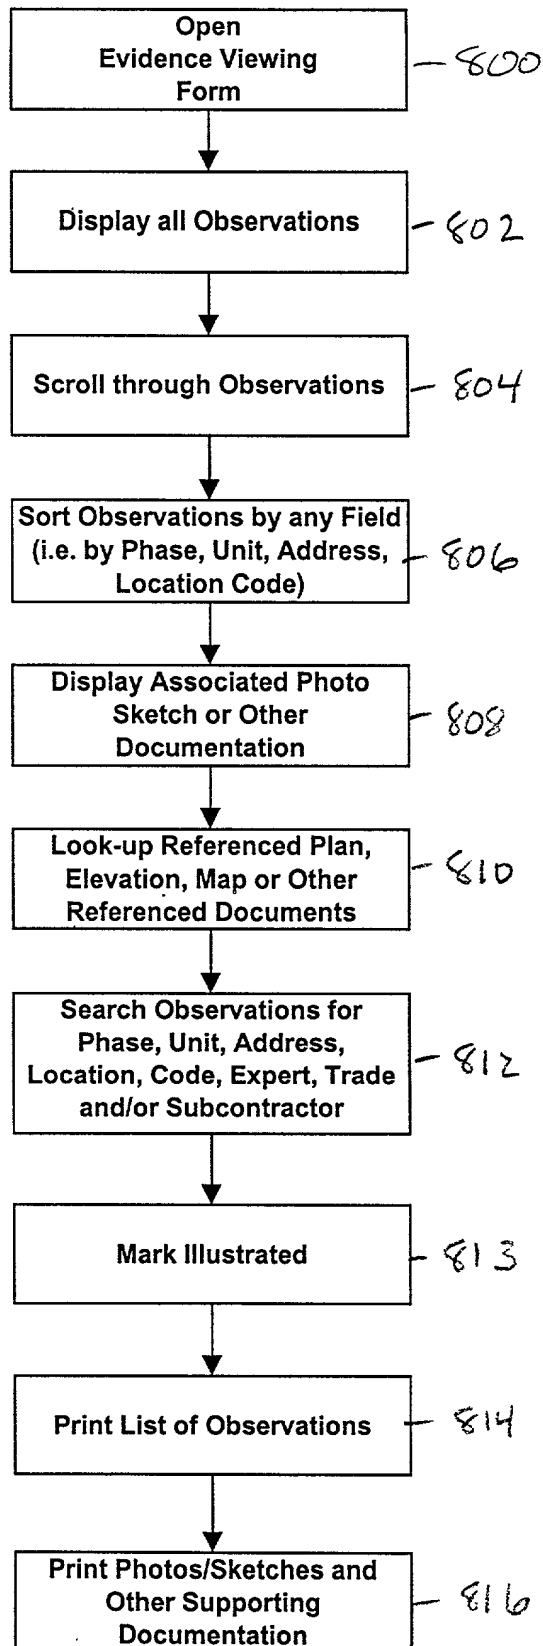 Open
Evidence Viewing
Form
800
Display all Observations
802
Scroll through Observations
804
Sort Observations by any Field
(i.e. by Phase, Unit, Address,
Location Code)
806
Display Associated Photo
Sketch or Other
Documentation
808
Look-up Referenced Plan,
Elevation, Map or Other
Referenced Documents
810
Search Observations for
Phase, Unit, Address,
Location, Code, Expert, Trade
and/or Subcontractor
812
Mark Illustrated
813
Print List of Observations
814
Print Photos/Sketches and
Other Supporting
Documentation
816